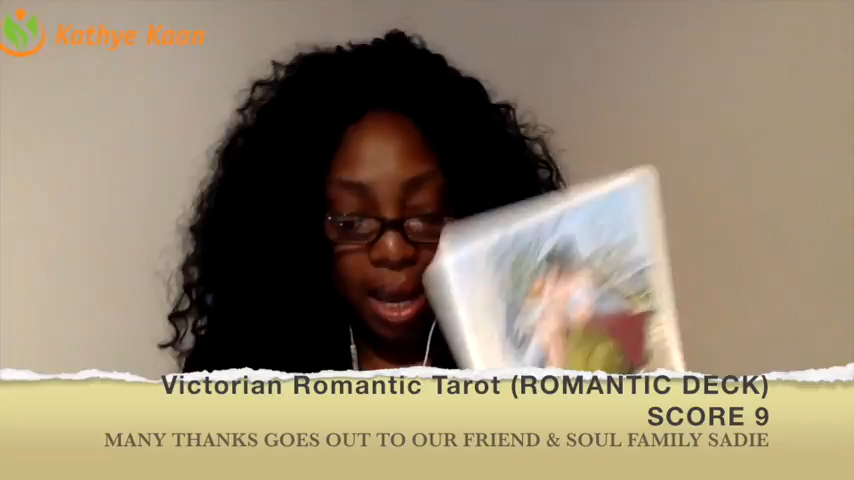 Kathye Kaan
Victorian Romantic Tarot (ROMANTIC DECK)
SCORE 9
MANY THANKS GOES OUT TO OUR FRIEND & SOUL FAMILY SADIE